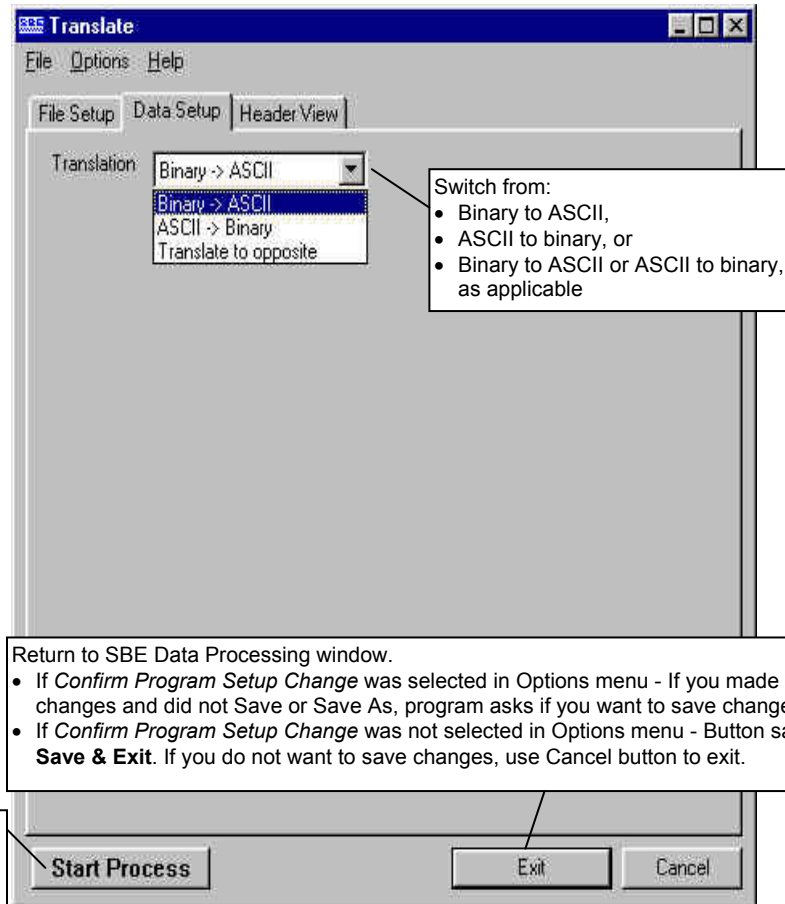 SBE Translate
File Options Help
File Setup Data Setup Header View
Translation Binary -> ASCII
Binary -> ASCII
ASCII -> Binary
Translate to opposite
Switch from:
• Binary to ASCII,
• ASCII to binary, or
• Binary to ASCII or ASCII to binary,
as applicable
Return to SBE Data Processing window.
• If Confirm Program Setup Change was selected in Options menu - If you made
changes and did not Save or Save As, program asks if you want to save change
• If Confirm Program Setup Change was not selected in Options menu - Button sa
Save & Exit. If you do not want to save changes, use Cancel button to exit.
Start Process Exit Cancel